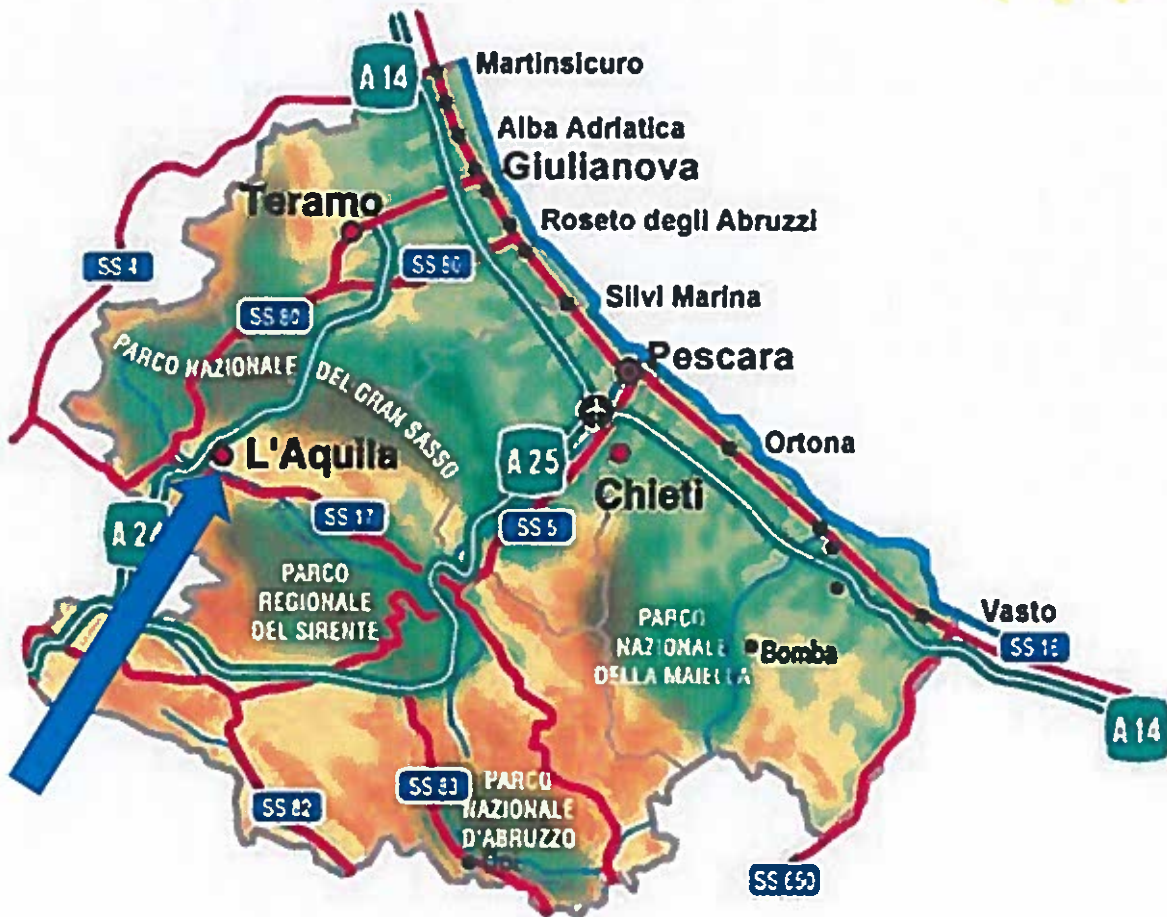 A 14
Martinsicuro
Alba Adriatica
Giulianova
Teramo
Roseto degli Abruzzi
SS 4
SS 80
SS 80
Silvi Marina
PARCO NAZIONALE DEL GRAN SASSO
Pescara
L'Aquila
A 25
Ortona
Chieti
SS 17
SS 5
A 24
PARCO
REGIONALE
DEL SIRENTE
PARCO
NAZIONALE
DELLA MAIELLA
Bomba
Vasto
SS 16
A 14
SS 83
SS 82
PARCO
NAZIONALE
D'ABRUZZO
SS 650